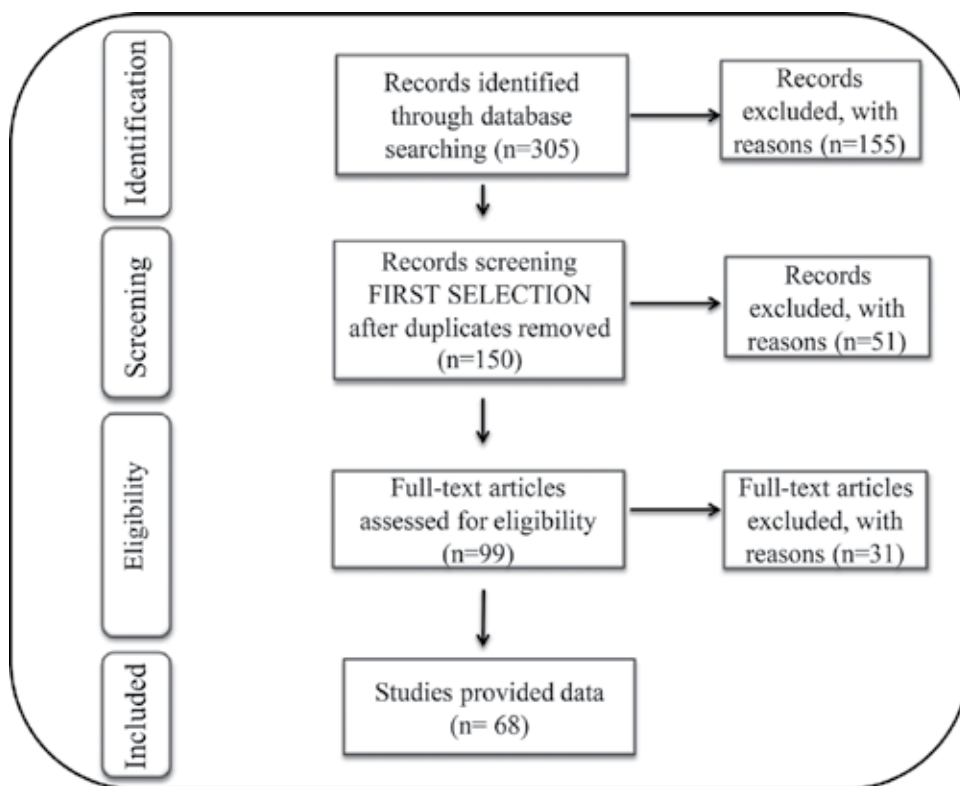 Identification
Records identified
through database
searching (n=305)
Records
excluded, with
reasons (n=155)
Screening
Records screening
FIRST SELECTION
after duplicates removed
(n=150)
Records
excluded, with
reasons (n=51)
Eligibility
Full-text articles
assessed for eligibility
(n=99)
Full-text articles
excluded, with
reasons (n=31)
Included
Studies provided data
(n= 68)